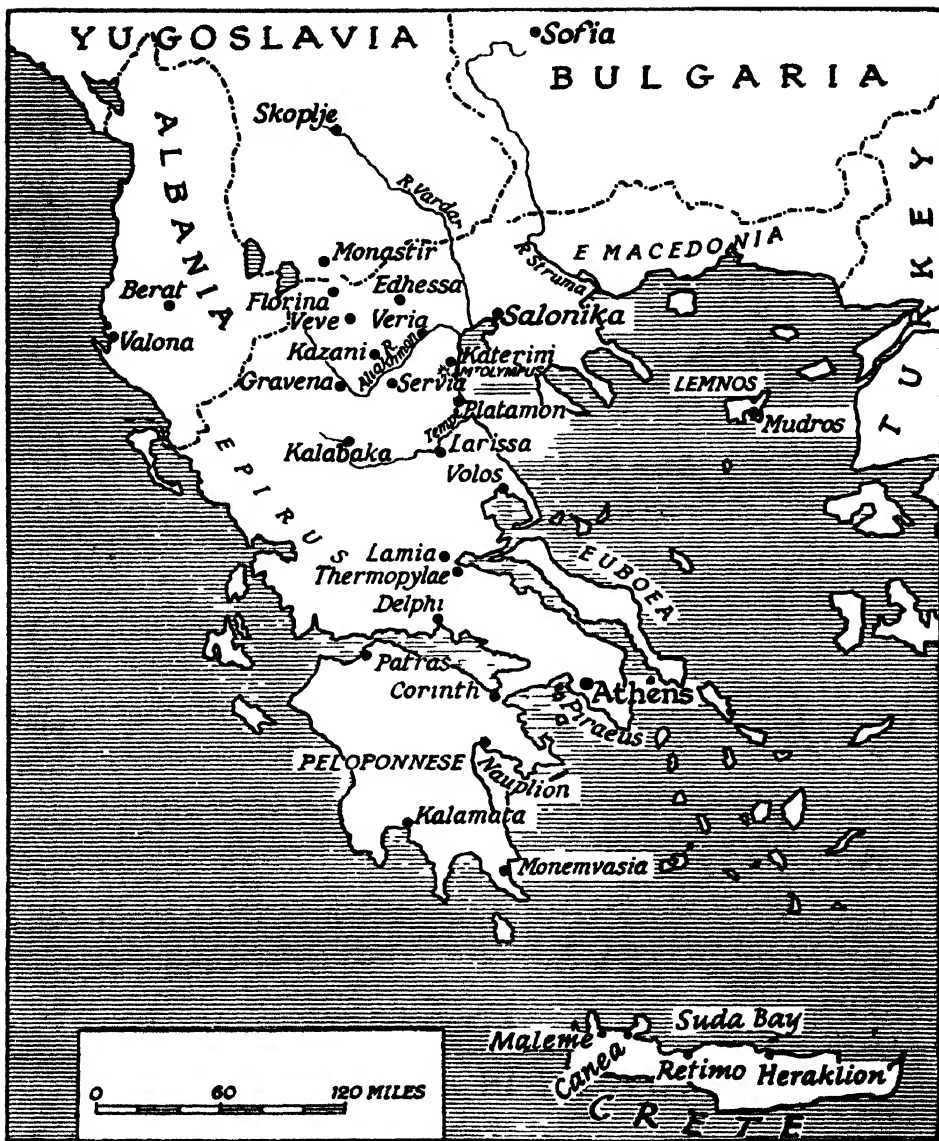 YUGOSLAVIA
Sofia
BULGARIA
Skoplje
ALBANIA
R. Vardar
TURKEY
E MACEDONIA
R. Struma
Monastir
Berat
Florina
Edhessa
Salonika
Veve
Veria
Valona
Kazani
Aliakhmon R.
Katerini
MT OLYMPUS
Gravena
Servia
LEMNOS
Platamon
Mudros
Tempe
Kalabaka
Larissa
Volos
EPIRUS
Lamia
Thermopylae
EUBOEA
Delphi
Patras
Corinth
Athens
Piraeus
PELOPONNESE
Nauplion
Kalamata
Monemvasia
Maleme
Suda Bay
Canea
Retimo
Heraklion
CRETE
0 60 120 MILES